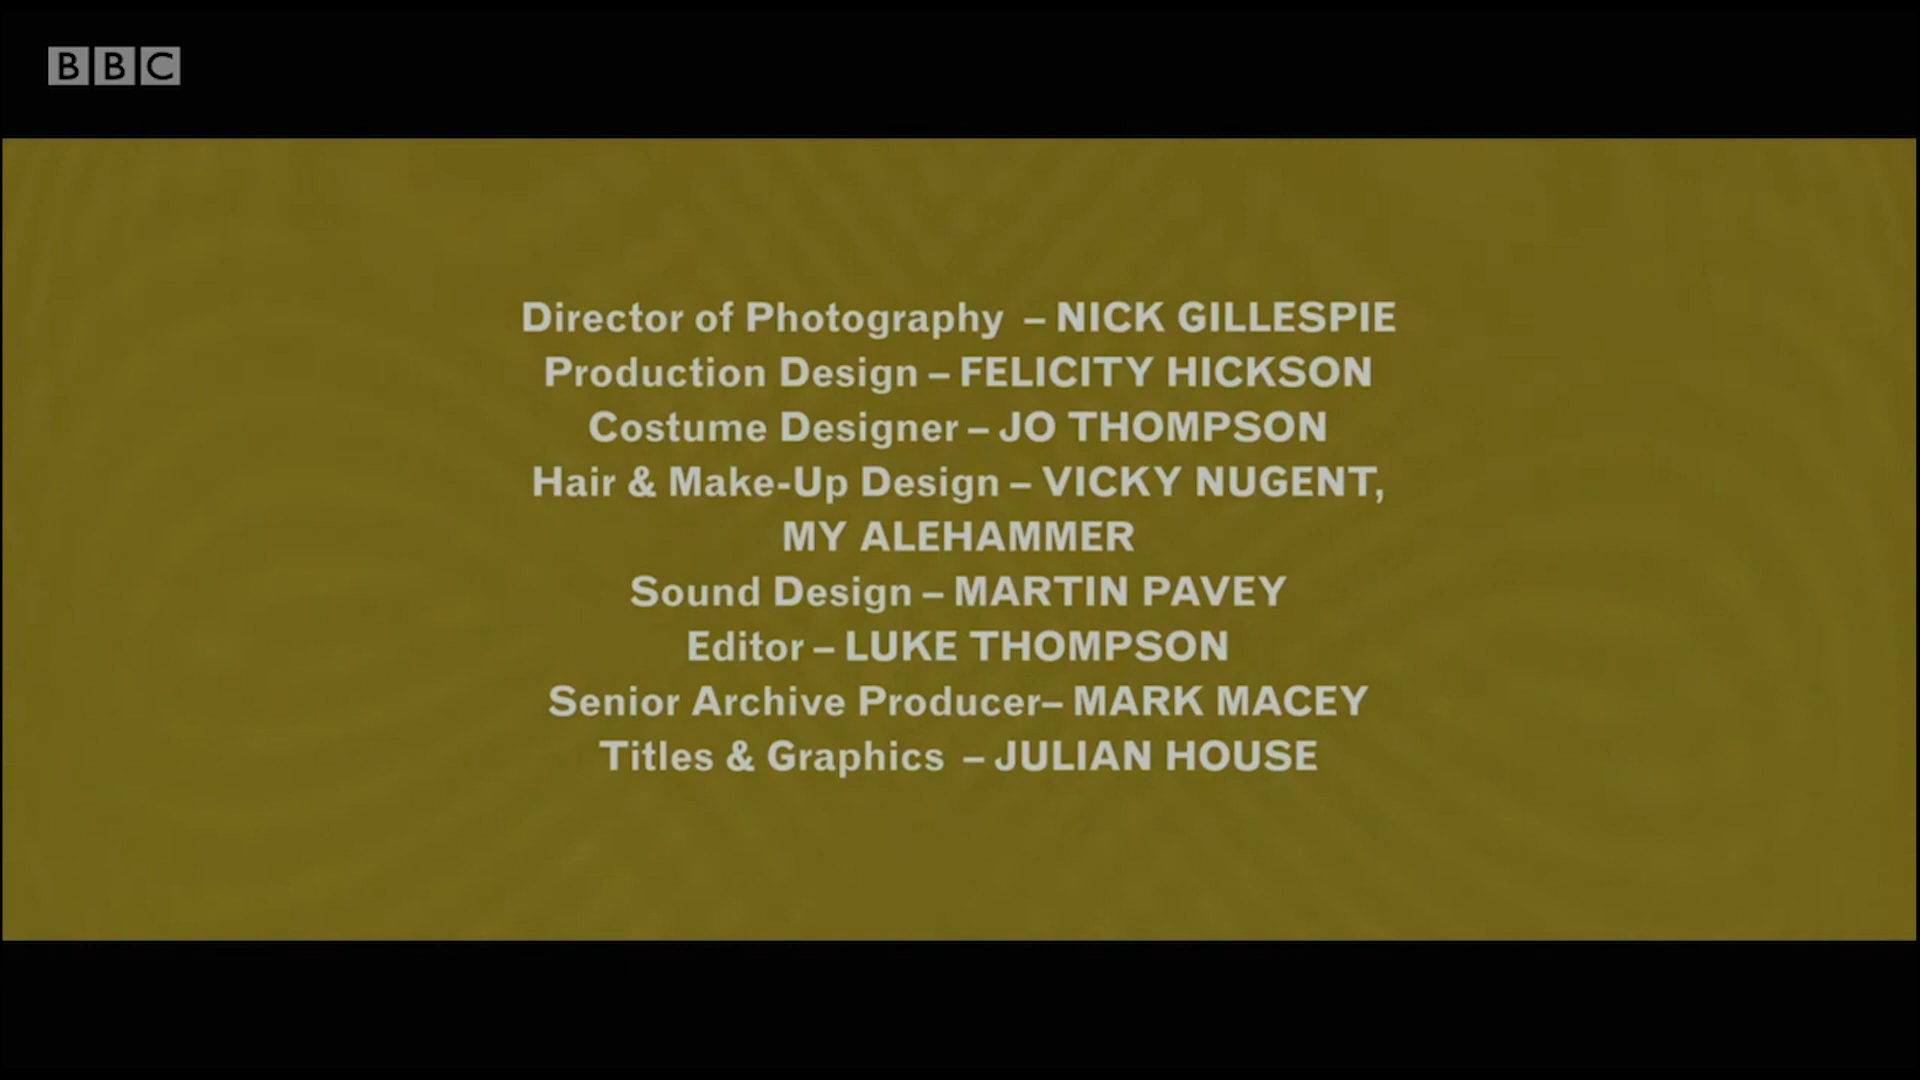 BBC
Director of Photography – NICK GILLESPIE
Production Design – FELICITY HICKSON
Costume Designer – JO THOMPSON
Hair & Make-Up Design – VICKY NUGENT,
MY ALEHAMMER
Sound Design – MARTIN PAVEY
Editor – LUKE THOMPSON
Senior Archive Producer– MARK MACEY
Titles & Graphics – JULIAN HOUSE